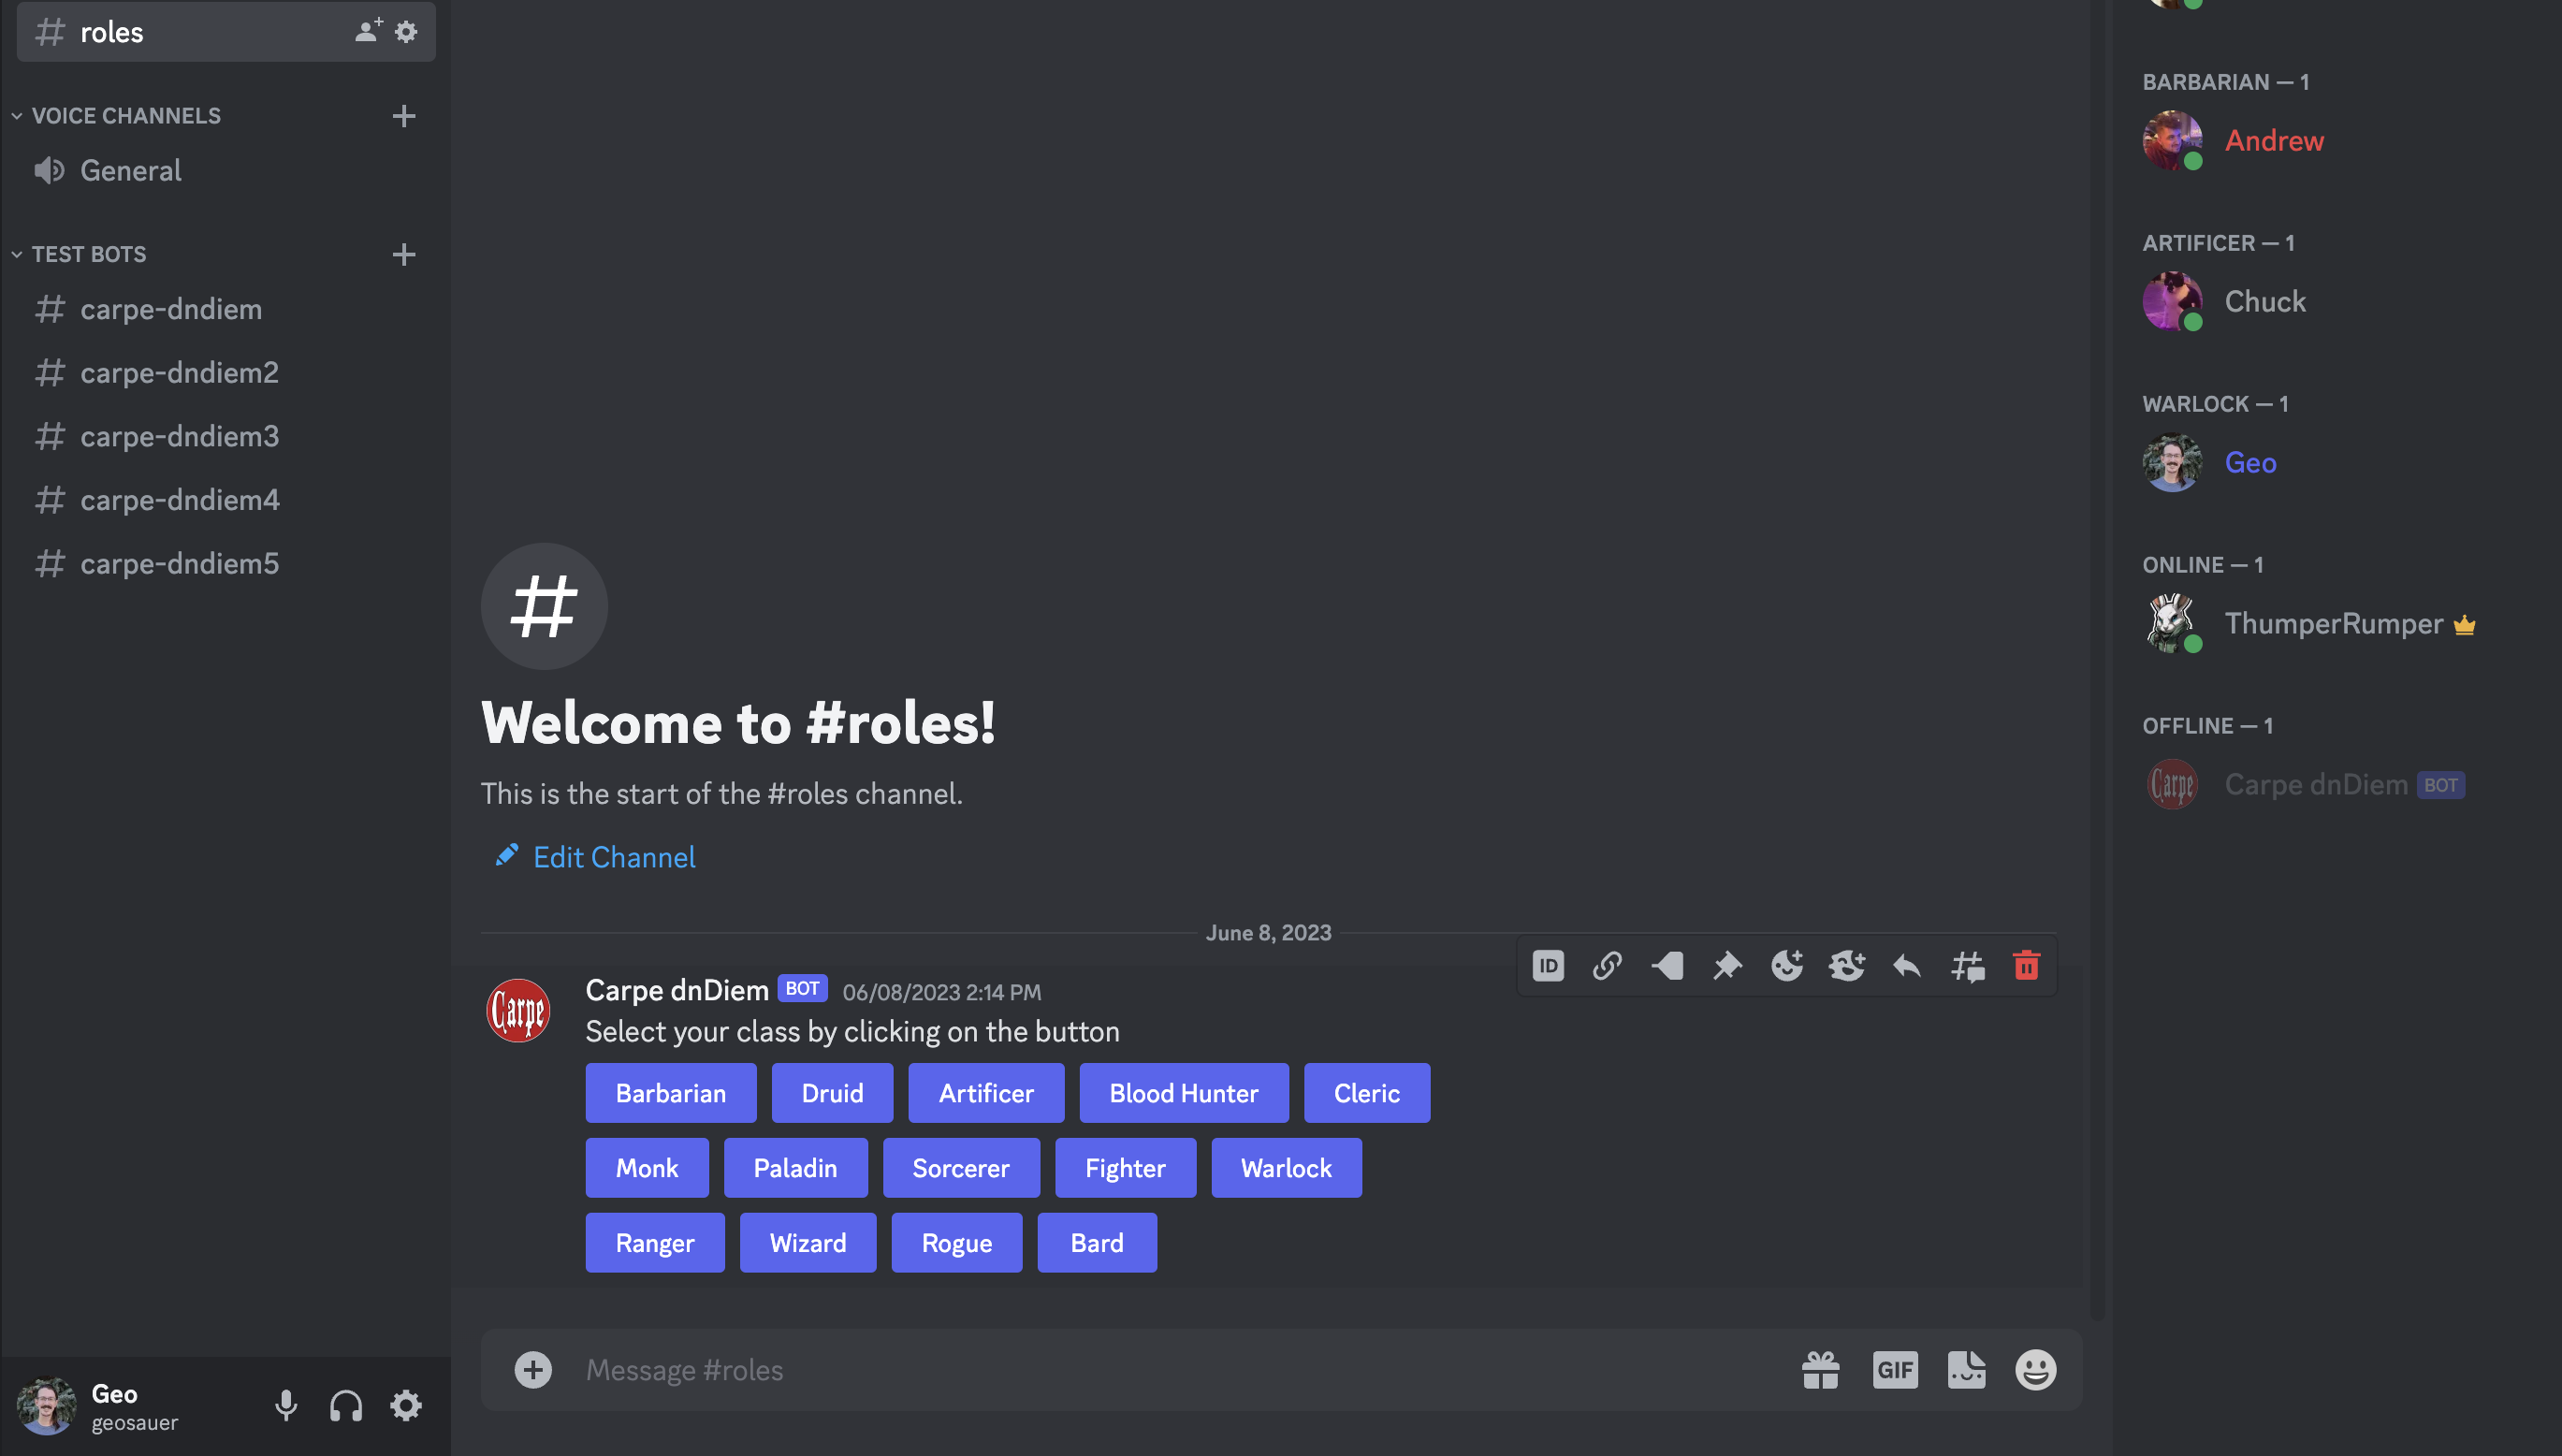 roles
VOICE CHANNELS
General
TEST BOTS
carpe-dndiem
carpe-dndiem2
carpe-dndiem3
carpe-dndiem4
carpe-dndiem5
Geo
geosauer
#
Welcome to #roles!
This is the start of the #roles channel.
Edit Channel
June 8, 2023
ID
Carpe
Carpe dnDiem BOT 06/08/2023 2:14 PM
Select your class by clicking on the button
Barbarian Druid Artificer Blood Hunter Cleric
Monk Paladin Sorcerer Fighter Warlock
Ranger Wizard Rogue Bard
Message #roles
GIF
BARBARIAN — 1
Andrew
ARTIFICER — 1
Chuck
WARLOCK — 1
Geo
ONLINE — 1
ThumperRumper
OFFLINE — 1
Carpe
Carpe dnDiem BOT